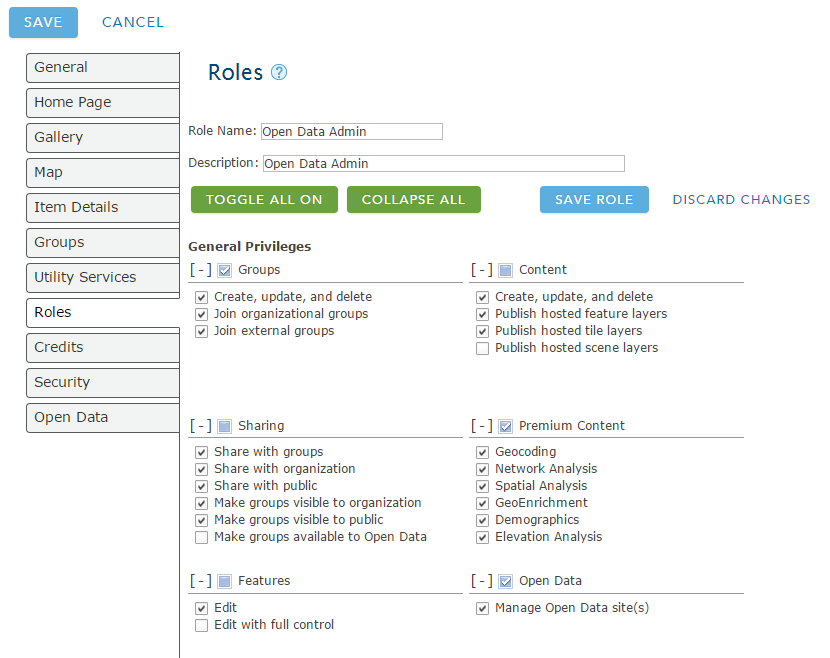 SAVE CANCEL
General
Home Page
Gallery
Map
Item Details
Groups
Utility Services
Roles
Credits
Security
Open Data
Roles ?
Role Name: Open Data Admin
Description: Open Data Admin
TOGGLE ALL ON COLLAPSE ALL SAVE ROLE DISCARD CHANGES
General Privileges
[-] Groups
Create, update, and delete
Join organizational groups
Join external groups
[-] Content
Create, update, and delete
Publish hosted feature layers
Publish hosted tile layers
Publish hosted scene layers
[-] Sharing
Share with groups
Share with organization
Share with public
Make groups visible to organization
Make groups visible to public
Make groups available to Open Data
[-] Premium Content
Geocoding
Network Analysis
Spatial Analysis
GeoEnrichment
Demographics
Elevation Analysis
[-] Features
Edit
Edit with full control
[-] Open Data
Manage Open Data site(s)